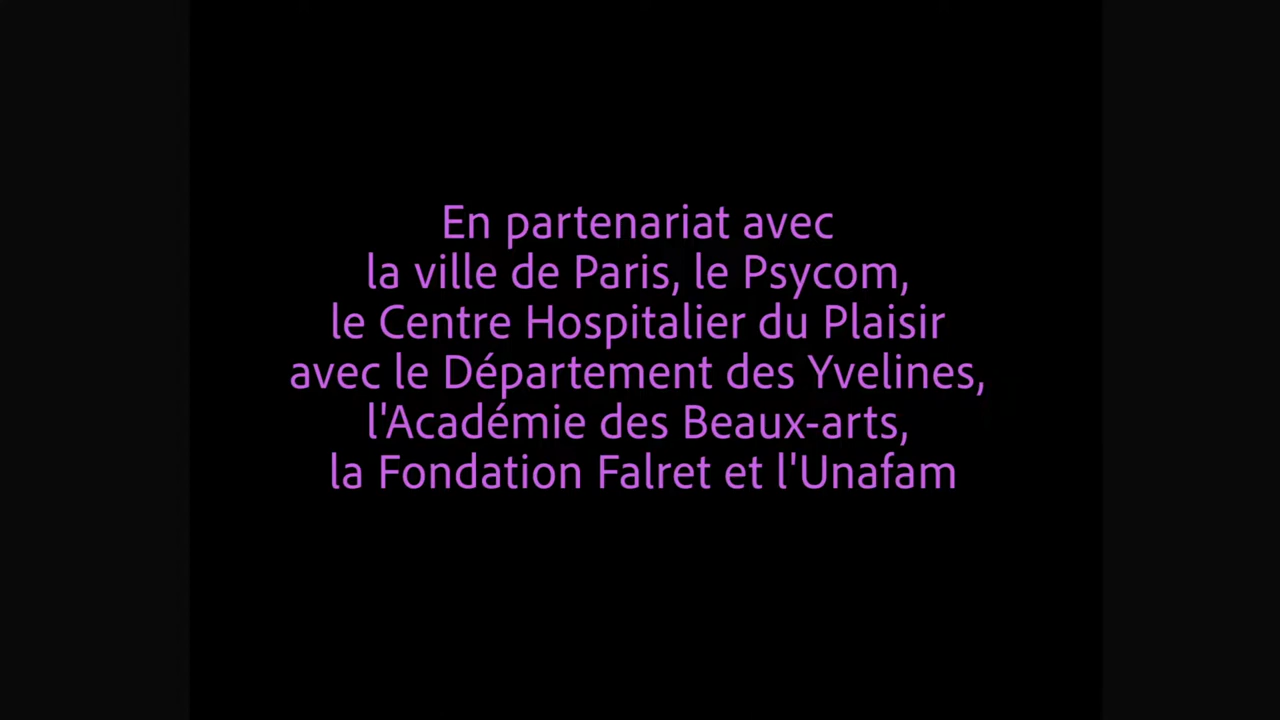 En partenariat avec
la ville de Paris, le Psycom,
le Centre Hospitalier du Plaisir
avec le Département des Yvelines,
l'Académie des Beaux-arts,
la Fondation Falret et l'Unafam